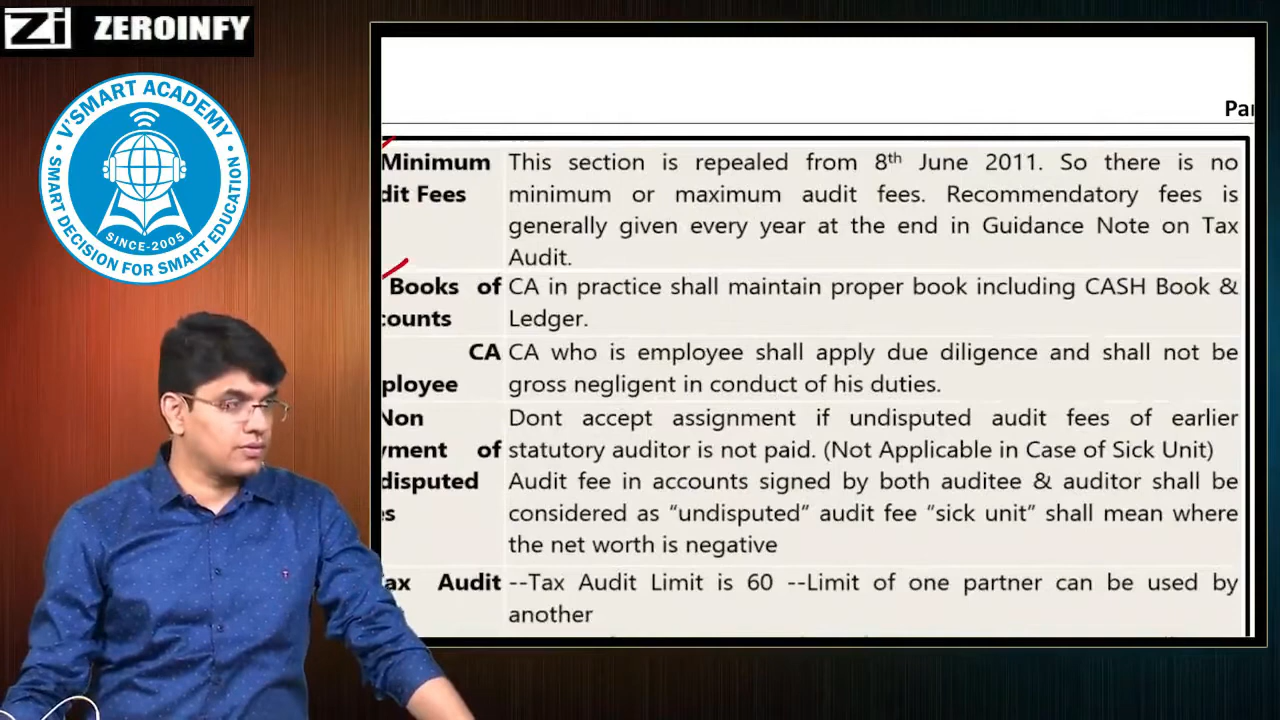 Zi ZEROINFY
V'SMART ACADEMY
SMART DECISION FOR SMART EDUCATION
SINCE-2005
Par
Minimum This section is repealed from 8th June 2011. So there is no
dit Fees minimum or maximum audit fees. Recommendatory fees is
generally given every year at the end in Guidance Note on Tax
Audit.
Books of CA in practice shall maintain proper book including CASH Book &
counts Ledger.
CA CA who is employee shall apply due diligence and shall not be
ployee gross negligent in conduct of his duties.
Non Dont accept assignment if undisputed audit fees of earlier
yment of statutory auditor is not paid. (Not Applicable in Case of Sick Unit)
disputed Audit fee in accounts signed by both auditee & auditor shall be
s considered as “undisputed” audit fee “sick unit” shall mean where
the net worth is negative
ax Audit --Tax Audit Limit is 60 --Limit of one partner can be used by
another